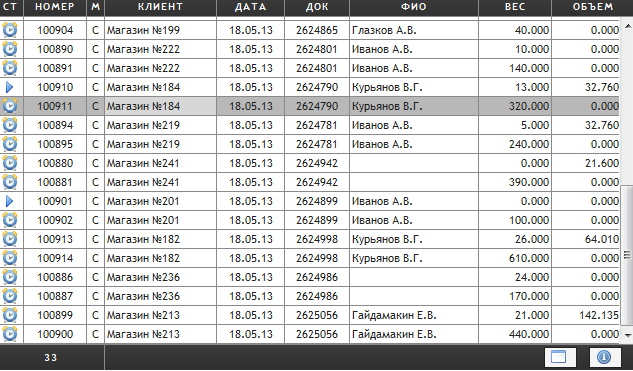 СТ НОМЕР М КЛИЕНТ ДАТА ДОК ФИО ВЕС ОБЪЕМ
100904 С Магазин №199 18.05.13 2624865 Глазков А.В. 40.000 0.000
100890 С Магазин №222 18.05.13 2624801 Иванов А.В. 10.000 0.000
100891 С Магазин №222 18.05.13 2624801 Иванов А.В. 140.000 0.000
100910 С Магазин №184 18.05.13 2624790 Курьянов В.Г. 13.000 32.760
100911 С Магазин №184 18.05.13 2624790 Курьянов В.Г. 320.000 0.000
100894 С Магазин №219 18.05.13 2624781 Иванов А.В. 5.000 32.760
100895 С Магазин №219 18.05.13 2624781 Иванов А.В. 240.000 0.000
100880 С Магазин №241 18.05.13 2624942 0.000 21.600
100881 С Магазин №241 18.05.13 2624942 390.000 0.000
100901 С Магазин №201 18.05.13 2624899 Иванов А.В. 0.000 0.000
100902 С Магазин №201 18.05.13 2624899 Иванов А.В. 100.000 0.000
100913 С Магазин №182 18.05.13 2624998 Курьянов В.Г. 26.000 64.010
100914 С Магазин №182 18.05.13 2624998 Курьянов В.Г. 610.000 0.000
100886 С Магазин №236 18.05.13 2624986 24.000 0.000
100887 С Магазин №236 18.05.13 2624986 170.000 0.000
100899 С Магазин №213 18.05.13 2625056 Гайдамакин Е.В. 21.000 142.135
100900 С Магазин №213 18.05.13 2625056 Гайдамакин Е.В. 440.000 0.000
33